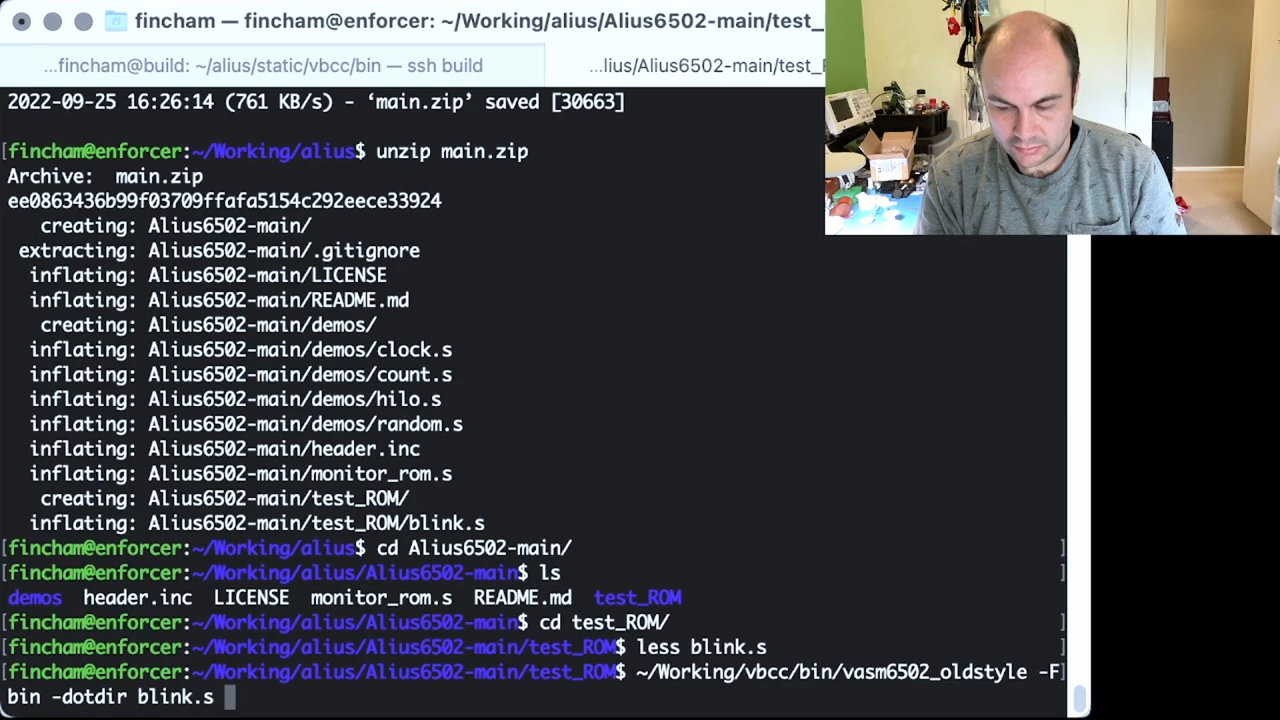 fincham — fincham@enforcer: ~/Working/alius/Alius6502-main/test_
...fincham@build: ~/alius/static/vbcc/bin — ssh build
...lius/Alius6502-main/test_
2022-09-25 16:26:14 (761 KB/s) - ‘main.zip’ saved [30663]
[fincham@enforcer:~/Working/alius$ unzip main.zip
Archive:  main.zip
ee0863436b99f03709ffafa5154c292eece33924
   creating: Alius6502-main/
 extracting: Alius6502-main/.gitignore
  inflating: Alius6502-main/LICENSE
  inflating: Alius6502-main/README.md
   creating: Alius6502-main/demos/
  inflating: Alius6502-main/demos/clock.s
  inflating: Alius6502-main/demos/count.s
  inflating: Alius6502-main/demos/hilo.s
  inflating: Alius6502-main/demos/random.s
  inflating: Alius6502-main/header.inc
  inflating: Alius6502-main/monitor_rom.s
   creating: Alius6502-main/test_ROM/
  inflating: Alius6502-main/test_ROM/blink.s
[fincham@enforcer:~/Working/alius$ cd Alius6502-main/ ]
[fincham@enforcer:~/Working/alius/Alius6502-main$ ls ]
demos  header.inc  LICENSE  monitor_rom.s  README.md  test_ROM
[fincham@enforcer:~/Working/alius/Alius6502-main$ cd test_ROM/ ]
[fincham@enforcer:~/Working/alius/Alius6502-main/test_ROM$ less blink.s ]
[fincham@enforcer:~/Working/alius/Alius6502-main/test_ROM$ ~/Working/vbcc/bin/vasm6502_oldstyle -F]
bin -dotdir blink.s